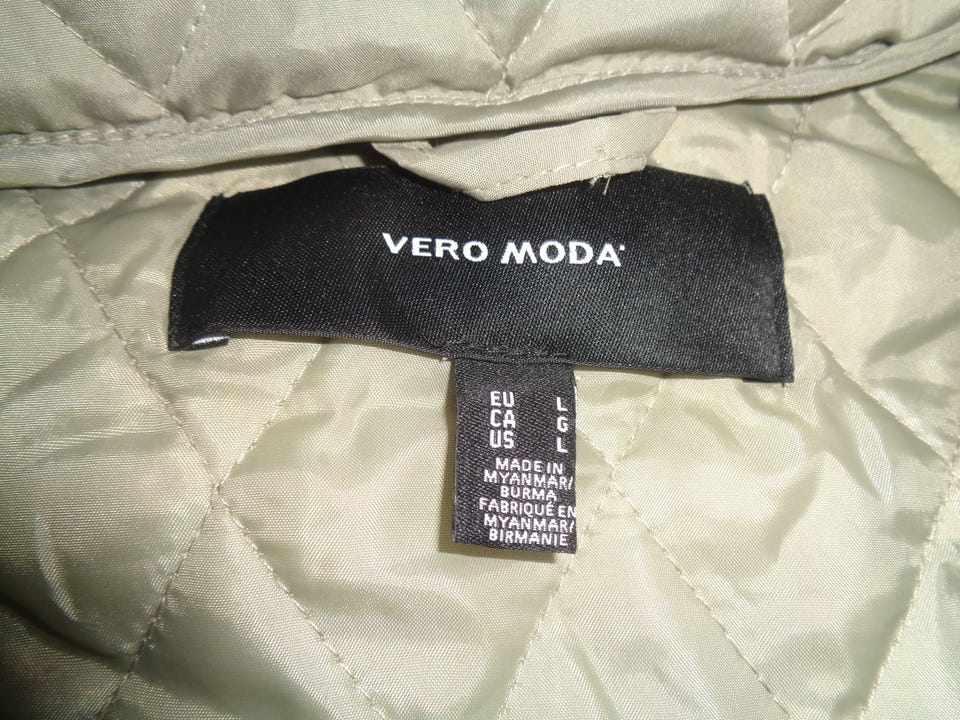 VERO MODA
EU L
CA G
US L
MADE IN
MYANMAR/
BURMA
FABRIQUÉ EN
MYANMAR/
BIRMANIE